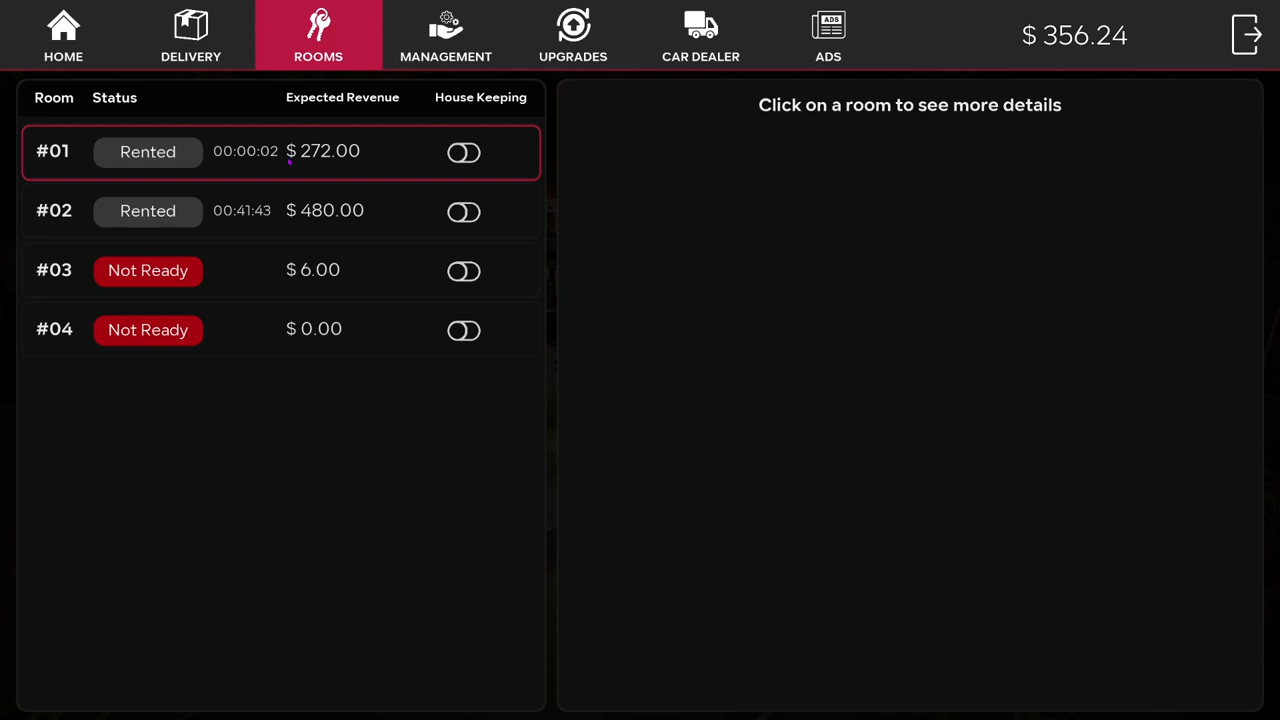 HOME DELIVERY ROOMS MANAGEMENT UPGRADES CAR DEALER ADS ADS $ 356.24
Room Status Expected Revenue House Keeping
Click on a room to see more details
#01 Rented 00:00:02 $ 272.00
#02 Rented 00:41:43 $ 480.00
#03 Not Ready $ 6.00
#04 Not Ready $ 0.00